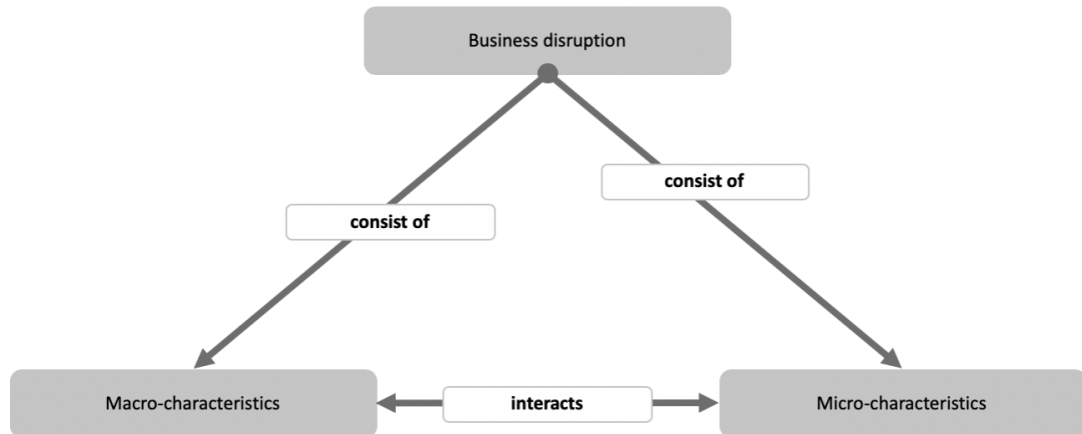 Business disruption
consist of
consist of
Macro-characteristics
interacts
Micro-characteristics